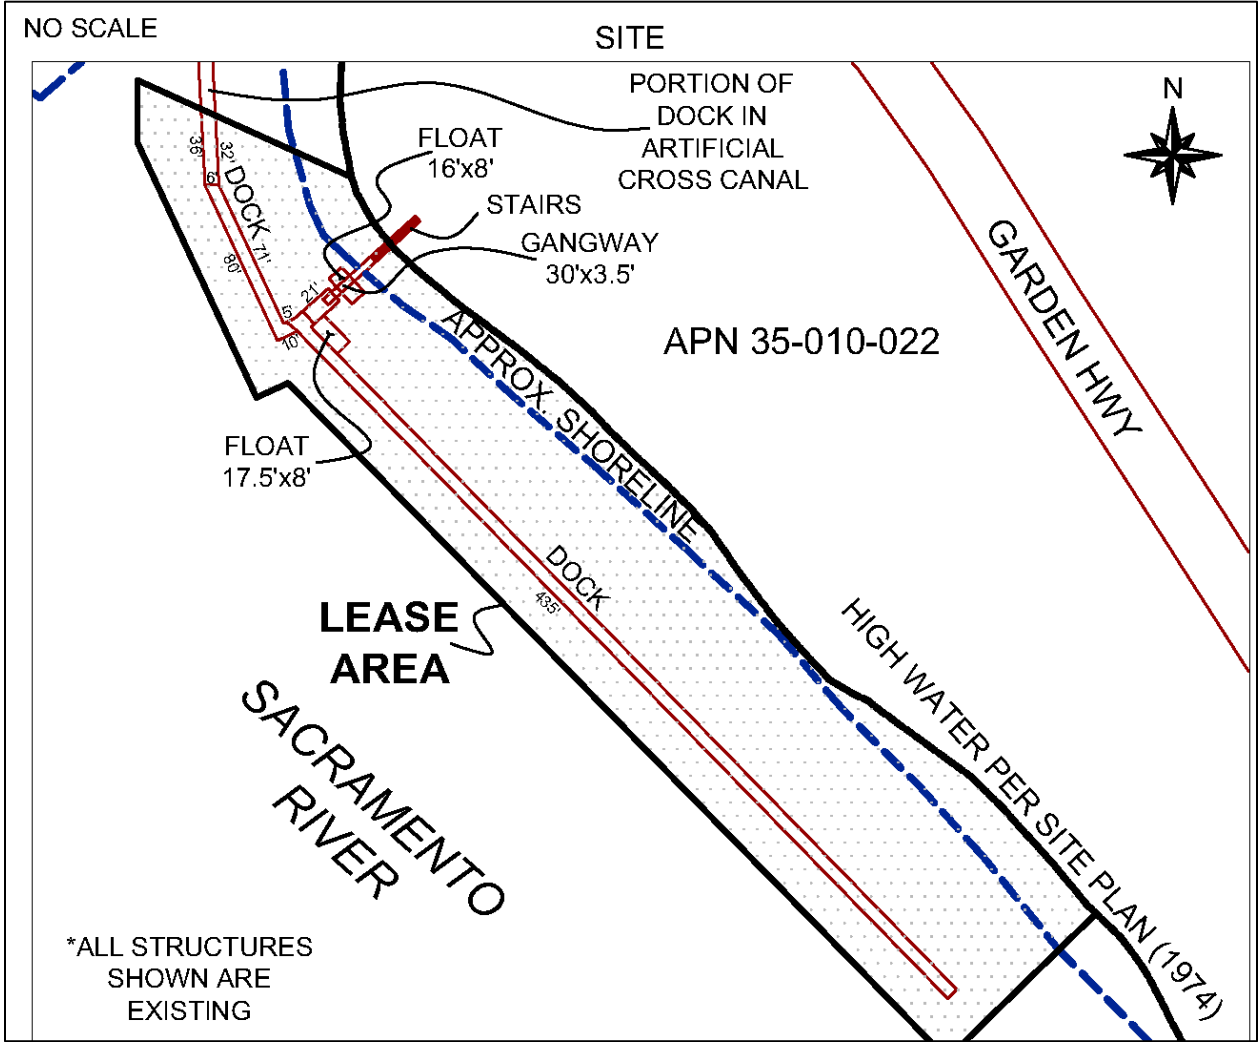 NO SCALE
SITE
PORTION OF
DOCK IN
ARTIFICIAL
CROSS CANAL
N
FLOAT
16'x8'
STAIRS
GANGWAY
30'x3.5'
36'
32'
6'
DOCK
71'
80'
21'
5'
10'
GARDEN HWY
APN 35-010-022
APPROX. SHORELINE
FLOAT
17.5'x8'
DOCK
435'
LEASE
AREA
HIGH WATER PER SITE PLAN (1974)
SACRAMENTO
RIVER
*ALL STRUCTURES
SHOWN ARE
EXISTING